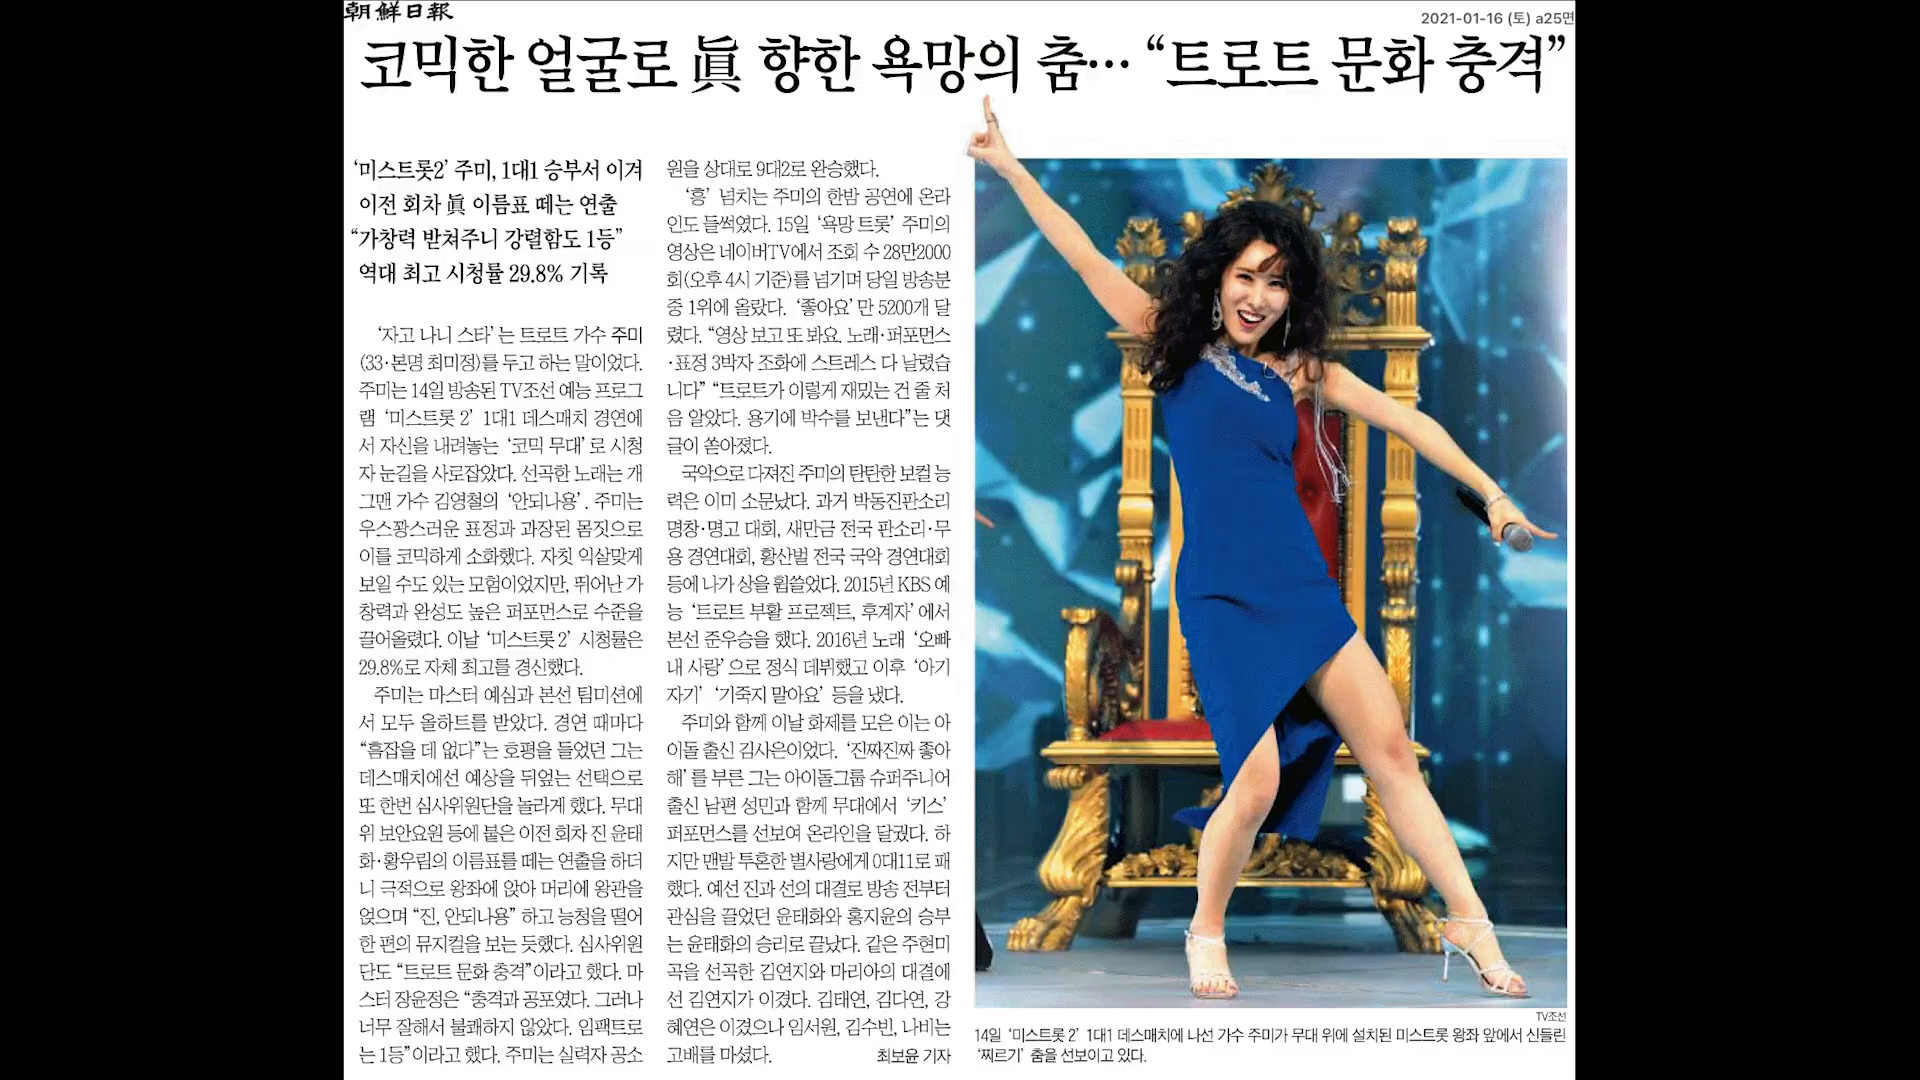 朝鮮日報
2021-01-16 (토) a25면
코믹한 얼굴로 眞 향한 욕망의 춤… “트로트 문화 충격”
‘미스트롯2’ 주미, 1대1 승부서 이겨
이전 회차 眞 이름표 떼는 연출
“가창력 받쳐주니 강렬함도 1등”
역대 최고 시청률 29.8% 기록
‘자고 나니 스타’는 트로트 가수 주미
(33·본명 최미정)를 두고 하는 말이었다.
주미는 14일 방송된 TV조선 예능 프로그
램 ‘미스트롯 2’ 1대1 데스매치 경연에
서 자신을 내려놓는 ‘코믹 무대’로 시청
자 눈길을 사로잡았다. 선곡한 노래는 개
그맨 가수 김영철의 ‘안되나용’. 주미는
우스꽝스러운 표정과 과장된 몸짓으로
이를 코믹하게 소화했다. 자칫 익살맞게
보일 수도 있는 모험이었지만, 뛰어난 가
창력과 완성도 높은 퍼포먼스로 수준을
끌어올렸다. 이날 ‘미스트롯 2’ 시청률은
29.8%로 자체 최고를 경신했다.
주미는 마스터 예심과 본선 팀미션에
서 모두 올하트를 받았다. 경연 때마다
“흠잡을 데 없다”는 호평을 들었던 그는
데스매치에선 예상을 뒤엎는 선택으로
또 한번 심사위원단을 놀라게 했다. 무대
위 보안요원 등에 붙은 이전 회차 진 윤태
화·황우림의 이름표를 떼는 연출을 하더
니 극적으로 왕좌에 앉아 머리에 왕관을
얹으며 “진, 안되나용” 하고 능청을 떨어
한 편의 뮤지컬을 보는 듯했다. 심사위원
단도 “트로트 문화 충격”이라고 했다. 마
스터 장윤정은 “충격과 공포였다. 그러나
너무 잘해서 불쾌하지 않았다. 임팩트로
는 1등”이라고 했다. 주미는 실력자 공소
원을 상대로 9대2로 완승했다.
‘흥’ 넘치는 주미의 한밤 공연에 온라
인도 들썩였다. 15일 ‘욕망 트롯’ 주미의
영상은 네이버TV에서 조회 수 28만2000
회(오후 4시 기준)를 넘기며 당일 방송분
중 1위에 올랐다. ‘좋아요’만 5200개 달
렸다. “영상 보고 또 봐요. 노래·퍼포먼스
·표정 3박자 조화에 스트레스 다 날렸습
니다” “트로트가 이렇게 재밌는 건 줄 처
음 알았다. 용기에 박수를 보낸다”는 댓
글이 쏟아졌다.
국악으로 다져진 주미의 탄탄한 보컬 능
력은 이미 소문났다. 과거 박동진판소리
명창·명고 대회, 새만금 전국 판소리·무
용 경연대회, 황산벌 전국 국악 경연대회
등에 나가 상을 휩쓸었다. 2015년 KBS 예
능 ‘트로트 부활 프로젝트, 후계자’에서
본선 준우승을 했다. 2016년 노래 ‘오빠
내 사랑’으로 정식 데뷔했고 이후 ‘아기
자기’ ‘기죽지 말아요’ 등을 냈다.
주미와 함께 이날 화제를 모은 이는 아
이돌 출신 김사은이었다. ‘진짜진짜 좋아
해’를 부른 그는 아이돌그룹 슈퍼주니어
출신 남편 성민과 함께 무대에서 ‘키스’
퍼포먼스를 선보여 온라인을 달궜다. 하
지만 맨발 투혼한 별사랑에게 0대11로 패
했다. 예선 진과 선의 대결로 방송 전부터
관심을 끌었던 윤태화와 홍지윤의 승부
는 윤태화의 승리로 끝났다. 같은 주현미
곡을 선곡한 김연지와 마리아의 대결에
선 김연지가 이겼다. 김태연, 김다연, 강
혜연은 이겼으나 임서원, 김수빈, 나비는
고배를 마셨다.
최보윤 기자
TV조선
14일 ‘미스트롯 2’ 1대1 데스매치에 나선 가수 주미가 무대 위에 설치된 미스트롯 왕좌 앞에서 신들린
‘찌르기’ 춤을 선보이고 있다.